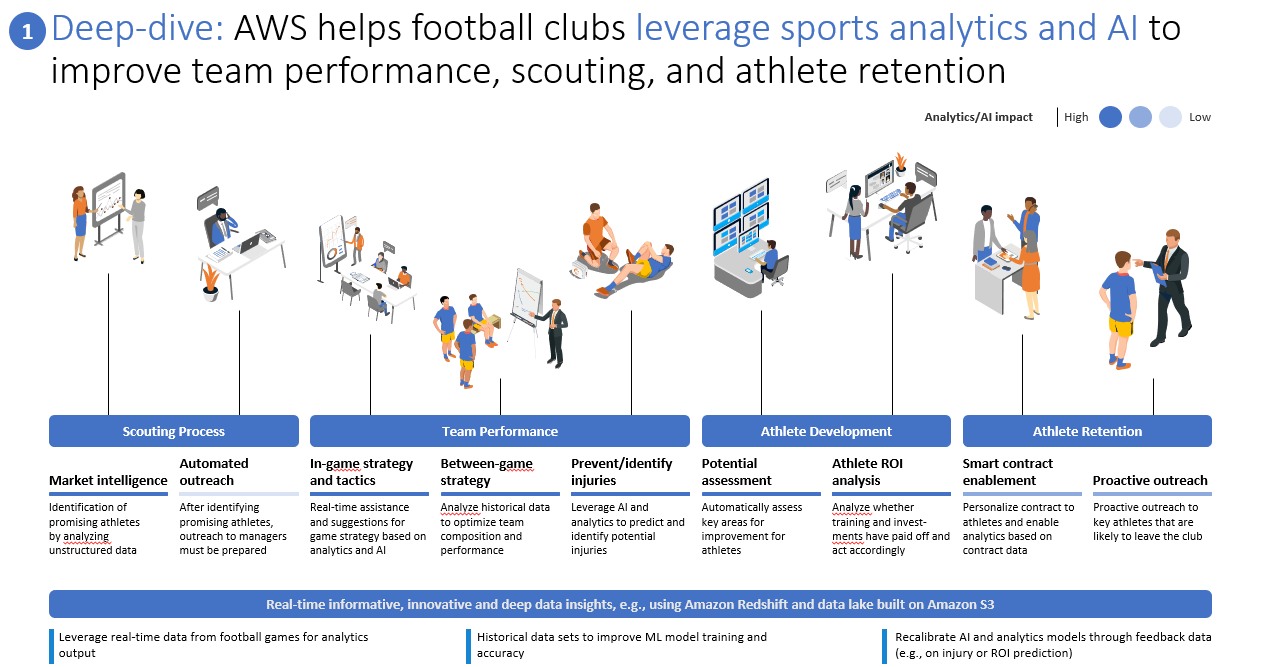 1
Deep-dive: AWS helps football clubs leverage sports analytics and AI to
improve team performance, scouting, and athlete retention
Analytics/AI impact
High
Low
Scouting Process
Team Performance
Athlete Development
Athlete Retention
Market intelligence
Identification of
promising athletes
by analyzing
unstructured data
Automated
outreach
After identifying
promising athletes,
outreach to managers
must be prepared
In-game strategy
and tactics
Real-time assistance
and suggestions for
game strategy based on
analytics and AI
Between-game
strategy
Analyze historical data
to optimize team
composition and
performance
Prevent/identify
injuries
Leverage AI and
analytics to predict and
identify potential
injuries
Potential
assessment
Automatically assess
key areas for
improvement for
athletes
Athlete ROI
analysis
Analyze whether
training and invest-
ments have paid off and
act accordingly
Smart contract
enablement
Personalize contract to
athletes and enable
analytics based on
contract data
Proactive outreach
Proactive outreach to
key athletes that are
likely to leave the club
Real-time informative, innovative and deep data insights, e.g., using Amazon Redshift and data lake built on Amazon S3
Leverage real-time data from football games for analytics
output
Historical data sets to improve ML model training and
accuracy
Recalibrate AI and analytics models through feedback data
(e.g., on injury or ROI prediction)